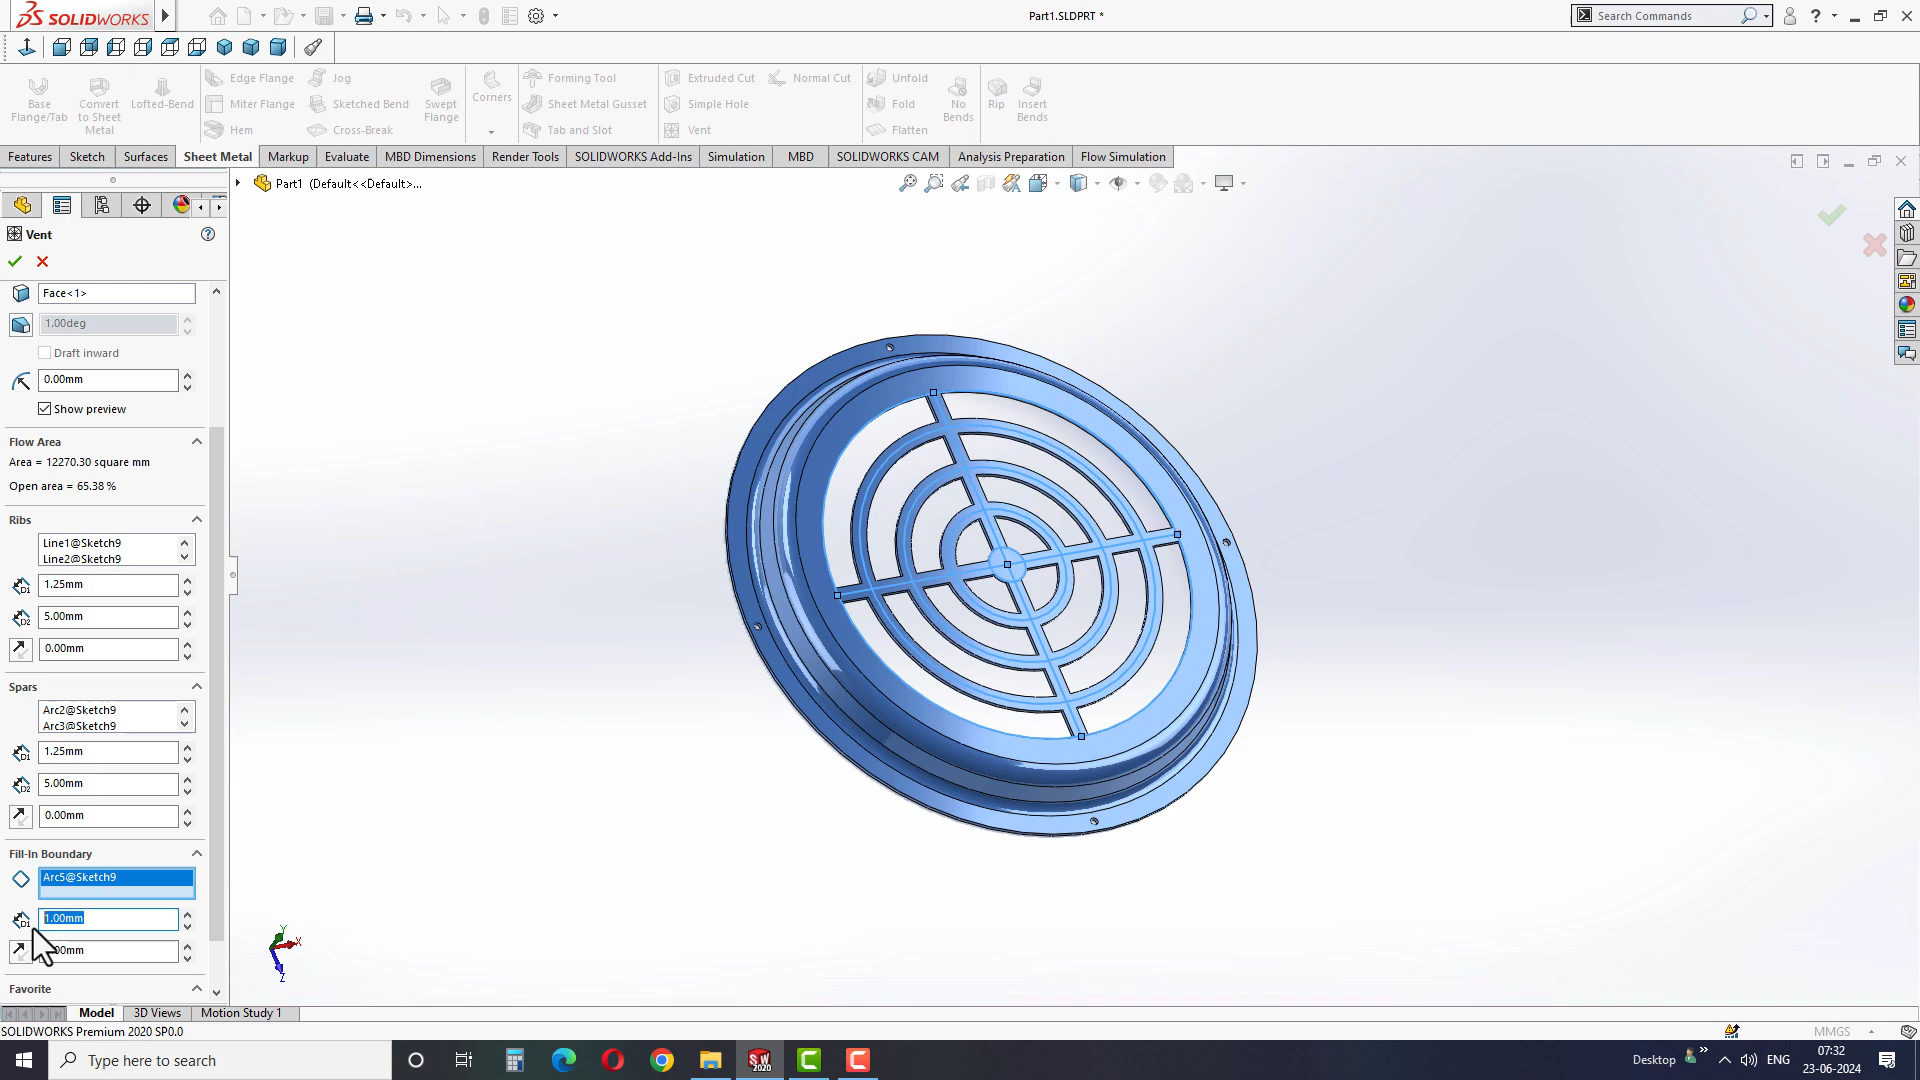 SOLIDWORKS
Part1.SLDPRT *
Search Commands
Base Flange/Tab
Convert to Sheet Metal
Lofted-Bend
Edge Flange
Miter Flange
Hem
Jog
Sketched Bend
Cross-Break
Swept Flange
Corners
Forming Tool
Sheet Metal Gusset
Tab and Slot
Extruded Cut
Simple Hole
Vent
Normal Cut
Unfold
Fold
Flatten
No Bends
Rip
Insert Bends
Features Sketch Surfaces Sheet Metal Markup Evaluate MBD Dimensions Render Tools SOLIDWORKS Add-Ins Simulation MBD SOLIDWORKS CAM Analysis Preparation Flow Simulation
Part1 (Default<<Default>...
Vent
Face<1>
1.00deg
Draft inward
0.00mm
Show preview
Flow Area
Area = 12270.30 square mm
Open area = 65.38 %
Ribs
Line1@Sketch9
Line2@Sketch9
1.25mm
5.00mm
0.00mm
Spars
Arc2@Sketch9
Arc3@Sketch9
1.25mm
5.00mm
0.00mm
Fill-In Boundary
Arc5@Sketch9
1.00mm
00mm
Favorite
Y
X
Z
Model 3D Views Motion Study 1
SOLIDWORKS Premium 2020 SP0.0
MMGS
Type here to search
SW
2020
Desktop
ENG
07:32
23-06-2024